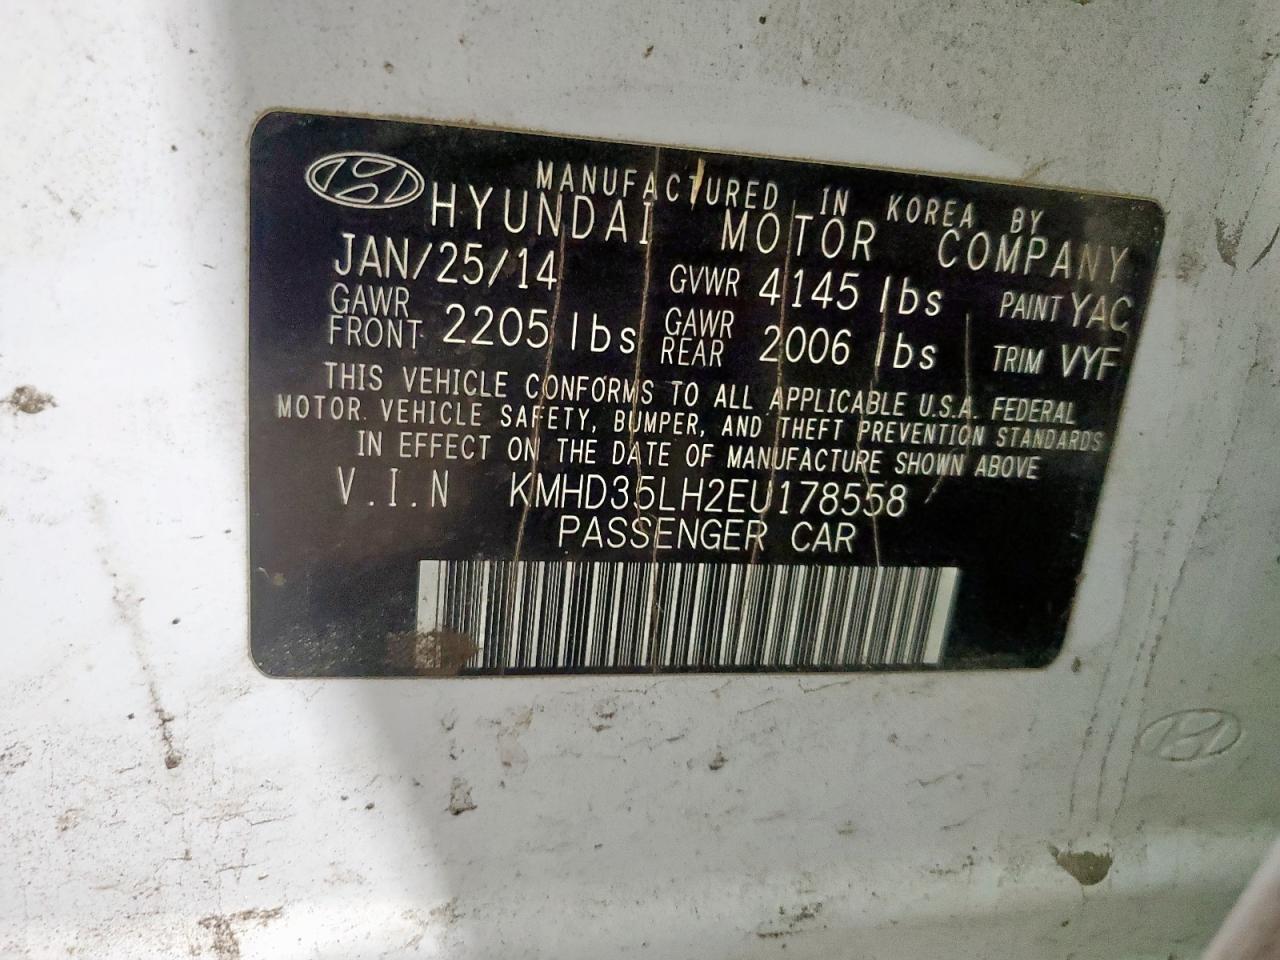 MANUFACTURED IN KOREA BY
HYUNDAI MOTOR COMPANY
JAN/25/14 GVWR 4145 lbs PAINT YAC
GAWR FRONT 2205 lbs GAWR REAR 2006 lbs TRIM VYF
THIS VEHICLE CONFORMS TO ALL APPLICABLE U.S.A. FEDERAL
MOTOR VEHICLE SAFETY, BUMPER, AND THEFT PREVENTION STANDARDS
IN EFFECT ON THE DATE OF MANUFACTURE SHOWN ABOVE
V.I.N KMHD35LH2EU178558
PASSENGER CAR